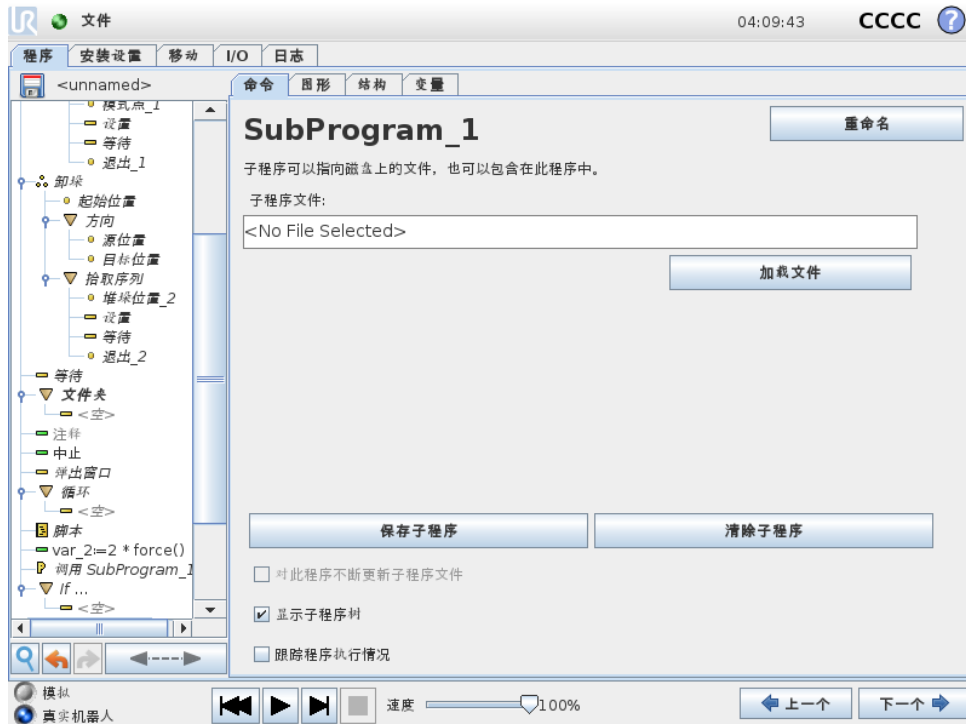 UR 文件 04:09:43 CCCC ?
程序 安装设置 移动 I/O 日志
<unnamed>
命令 图形 结构 变量
模式点_1
设置
等待
退出_1
卸垛
起始位置
方向
源位置
目标位置
拾取序列
堆垛位置_2
设置
等待
退出_2
等待
文件夹
<空>
注释
中止
弹出窗口
循环
<空>
脚本
var_2:=2 * force()
调用 SubProgram_1
If ...
<空>
SubProgram_1
重命名
子程序可以指向磁盘上的文件，也可以包含在此程序中。
子程序文件:
<No File Selected>
加载文件
保存子程序 清除子程序
对此程序不断更新子程序文件
显示子程序树
跟踪程序执行情况
模拟
真实机器人
速度 100%
上一个 下一个